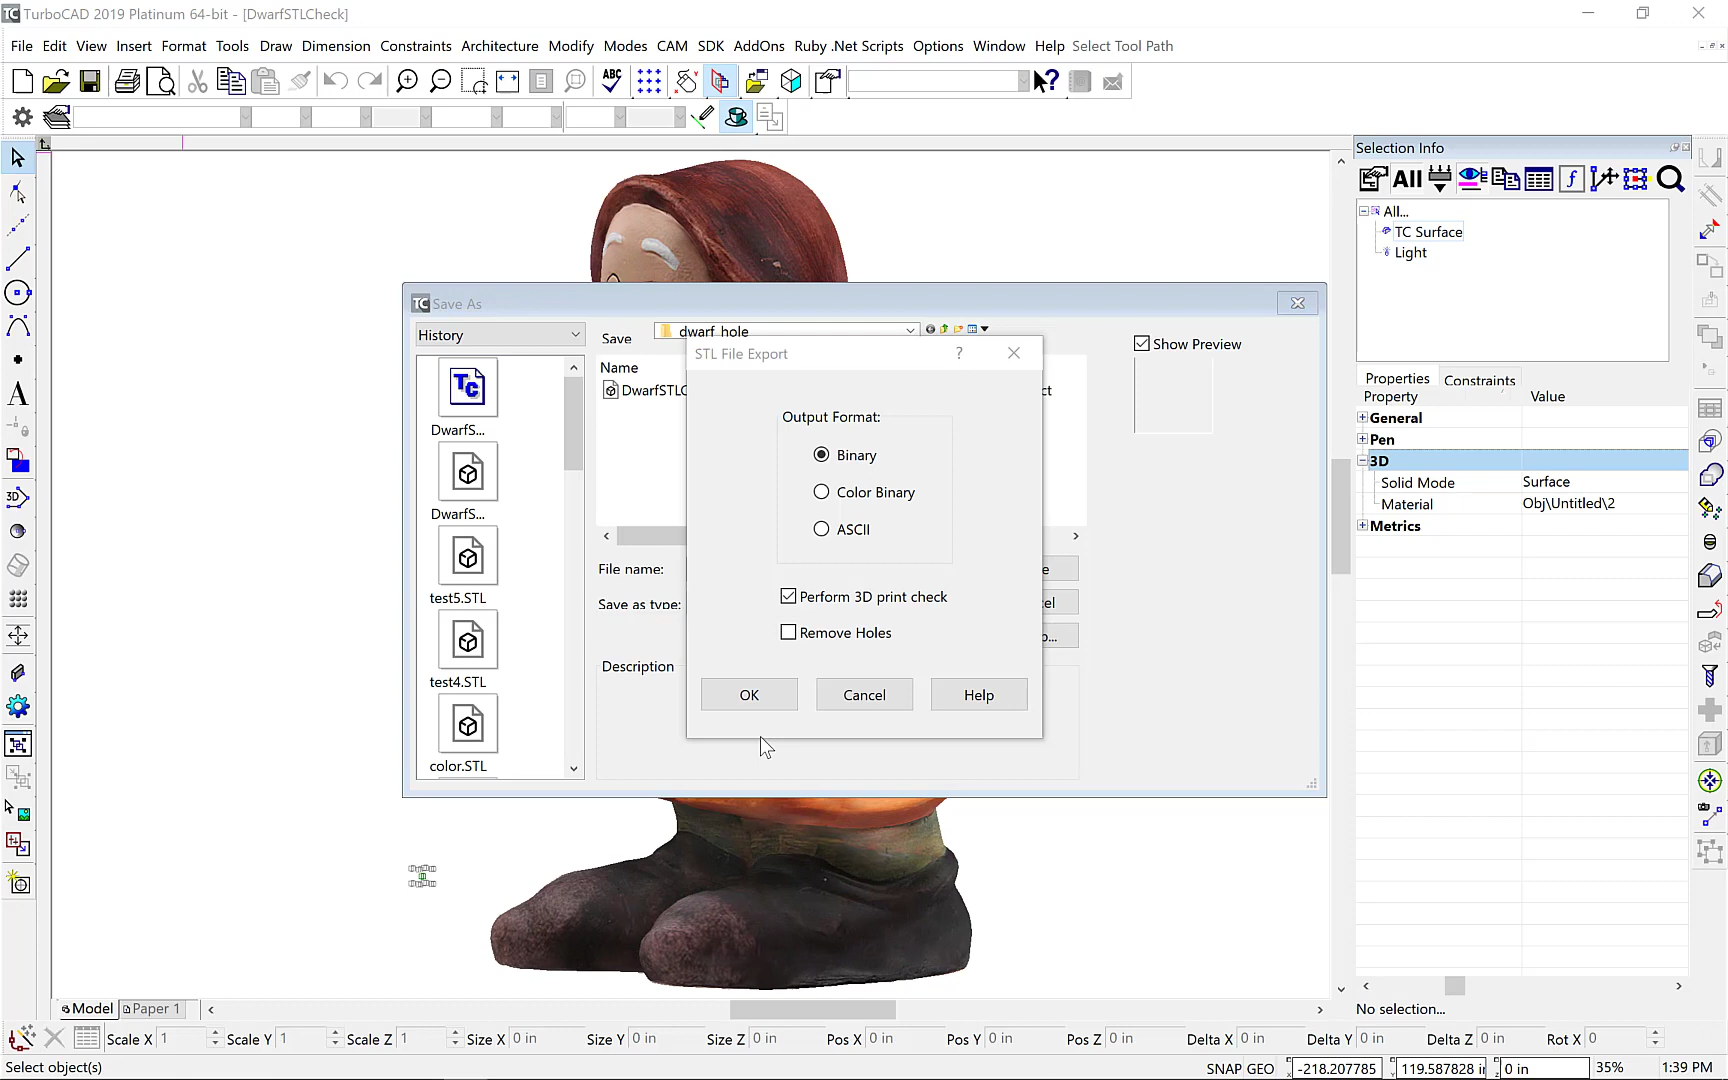 TurboCAD 2019 Platinum 64-bit - [DwarfSTLCheck]
File Edit View Insert Format Tools Draw Dimension Constraints Architecture Modify Modes CAM SDK AddOns Ruby .Net Scripts Options Window Help Select Tool Path
Selection Info
All
All...
TC Surface
Light
Properties Constraints
Property Value
General
Pen
3D
Solid Mode Surface
Material Obj\Untitled\2
Metrics
No selection...
Save As
History
Save dwarf_hole
Show Preview
Name
DwarfSTLC
ct
DwarfS...
DwarfS...
test5.STL
test4.STL
color.STL
File name:
Save as type:
Description
e
cel
p...
STL File Export
Output Format:
Binary
Color Binary
ASCII
Perform 3D print check
Remove Holes
OK Cancel Help
Model Paper 1
Scale X 1 Scale Y 1 Scale Z 1 Size X 0 in Size Y 0 in Size Z 0 in Pos X 0 in Pos Y 0 in Pos Z 0 in Delta X 0 in Delta Y 0 in Delta Z 0 in Rot X 0
Select object(s) SNAP GEO -218.207785 119.587828 in 0 in 35% 1:39 PM